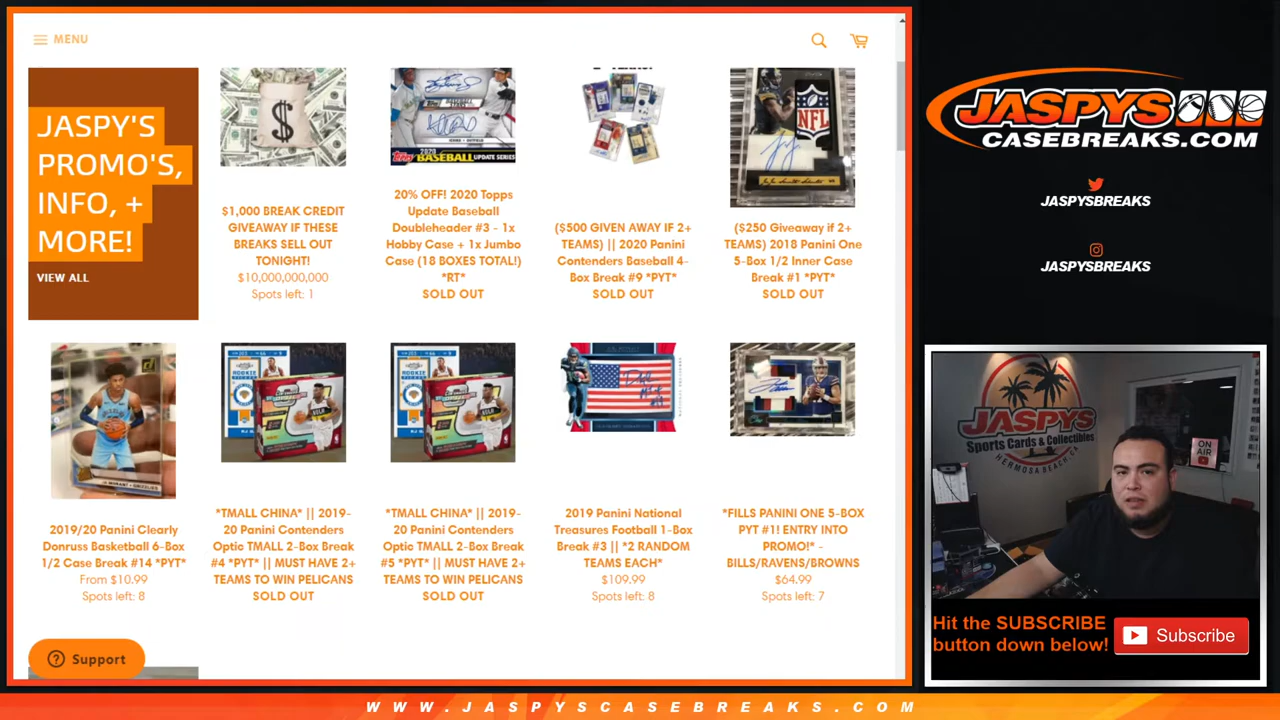 MENU
JASPY'S
PROMO'S,
INFO, +
MORE!
VIEW ALL
$1,000 BREAK CREDIT
GIVEAWAY IF THESE
BREAKS SELL OUT
TONIGHT!
$10,000,000,000
Spots left: 1
TOPPS
BASEBALL UPDATE SERIES
20% OFF! 2020 Topps
Update Baseball
Doubleheader #3 - 1x
Hobby Case + 1x Jumbo
Case (18 BOXES TOTAL!)
*RT*
SOLD OUT
($500 GIVEN AWAY IF 2+
TEAMS) || 2020 Panini
Contenders Baseball 4-
Box Break #9 *PYT*
SOLD OUT
NFL
($250 Giveaway if 2+
TEAMS) 2018 Panini One
5-Box 1/2 Inner Case
Break #1 *PYT*
SOLD OUT
2019/20 Panini Clearly
Donruss Basketball 6-Box
1/2 Case Break #14 *PYT*
From $10.99
Spots left: 8
*TMALL CHINA* || 2019-
20 Panini Contenders
Optic TMALL 2-Box Break
#4 *PYT* || MUST HAVE 2+
TEAMS TO WIN PELICANS
SOLD OUT
*TMALL CHINA* || 2019-
20 Panini Contenders
Optic TMALL 2-Box Break
#5 *PYT* || MUST HAVE 2+
TEAMS TO WIN PELICANS
SOLD OUT
2019 Panini National
Treasures Football 1-Box
Break #3 || *2 RANDOM
TEAMS EACH*
$109.99
Spots left: 8
*FILLS PANINI ONE 5-BOX
PYT #1! ENTRY INTO
PROMO!* -
BILLS/RAVENS/BROWNS
$64.99
Spots left: 7
Support
JASPYS
CASEBREAKS.COM
JASPYSBREAKS
JASPYSBREAKS
JASPYS
Sports Cards & Collectibles
HERMOSA BEACH, CA
ON
AIR
Hit the SUBSCRIBE
button down below!
Subscribe
WWW.JASPYSCASEBREAKS.COM